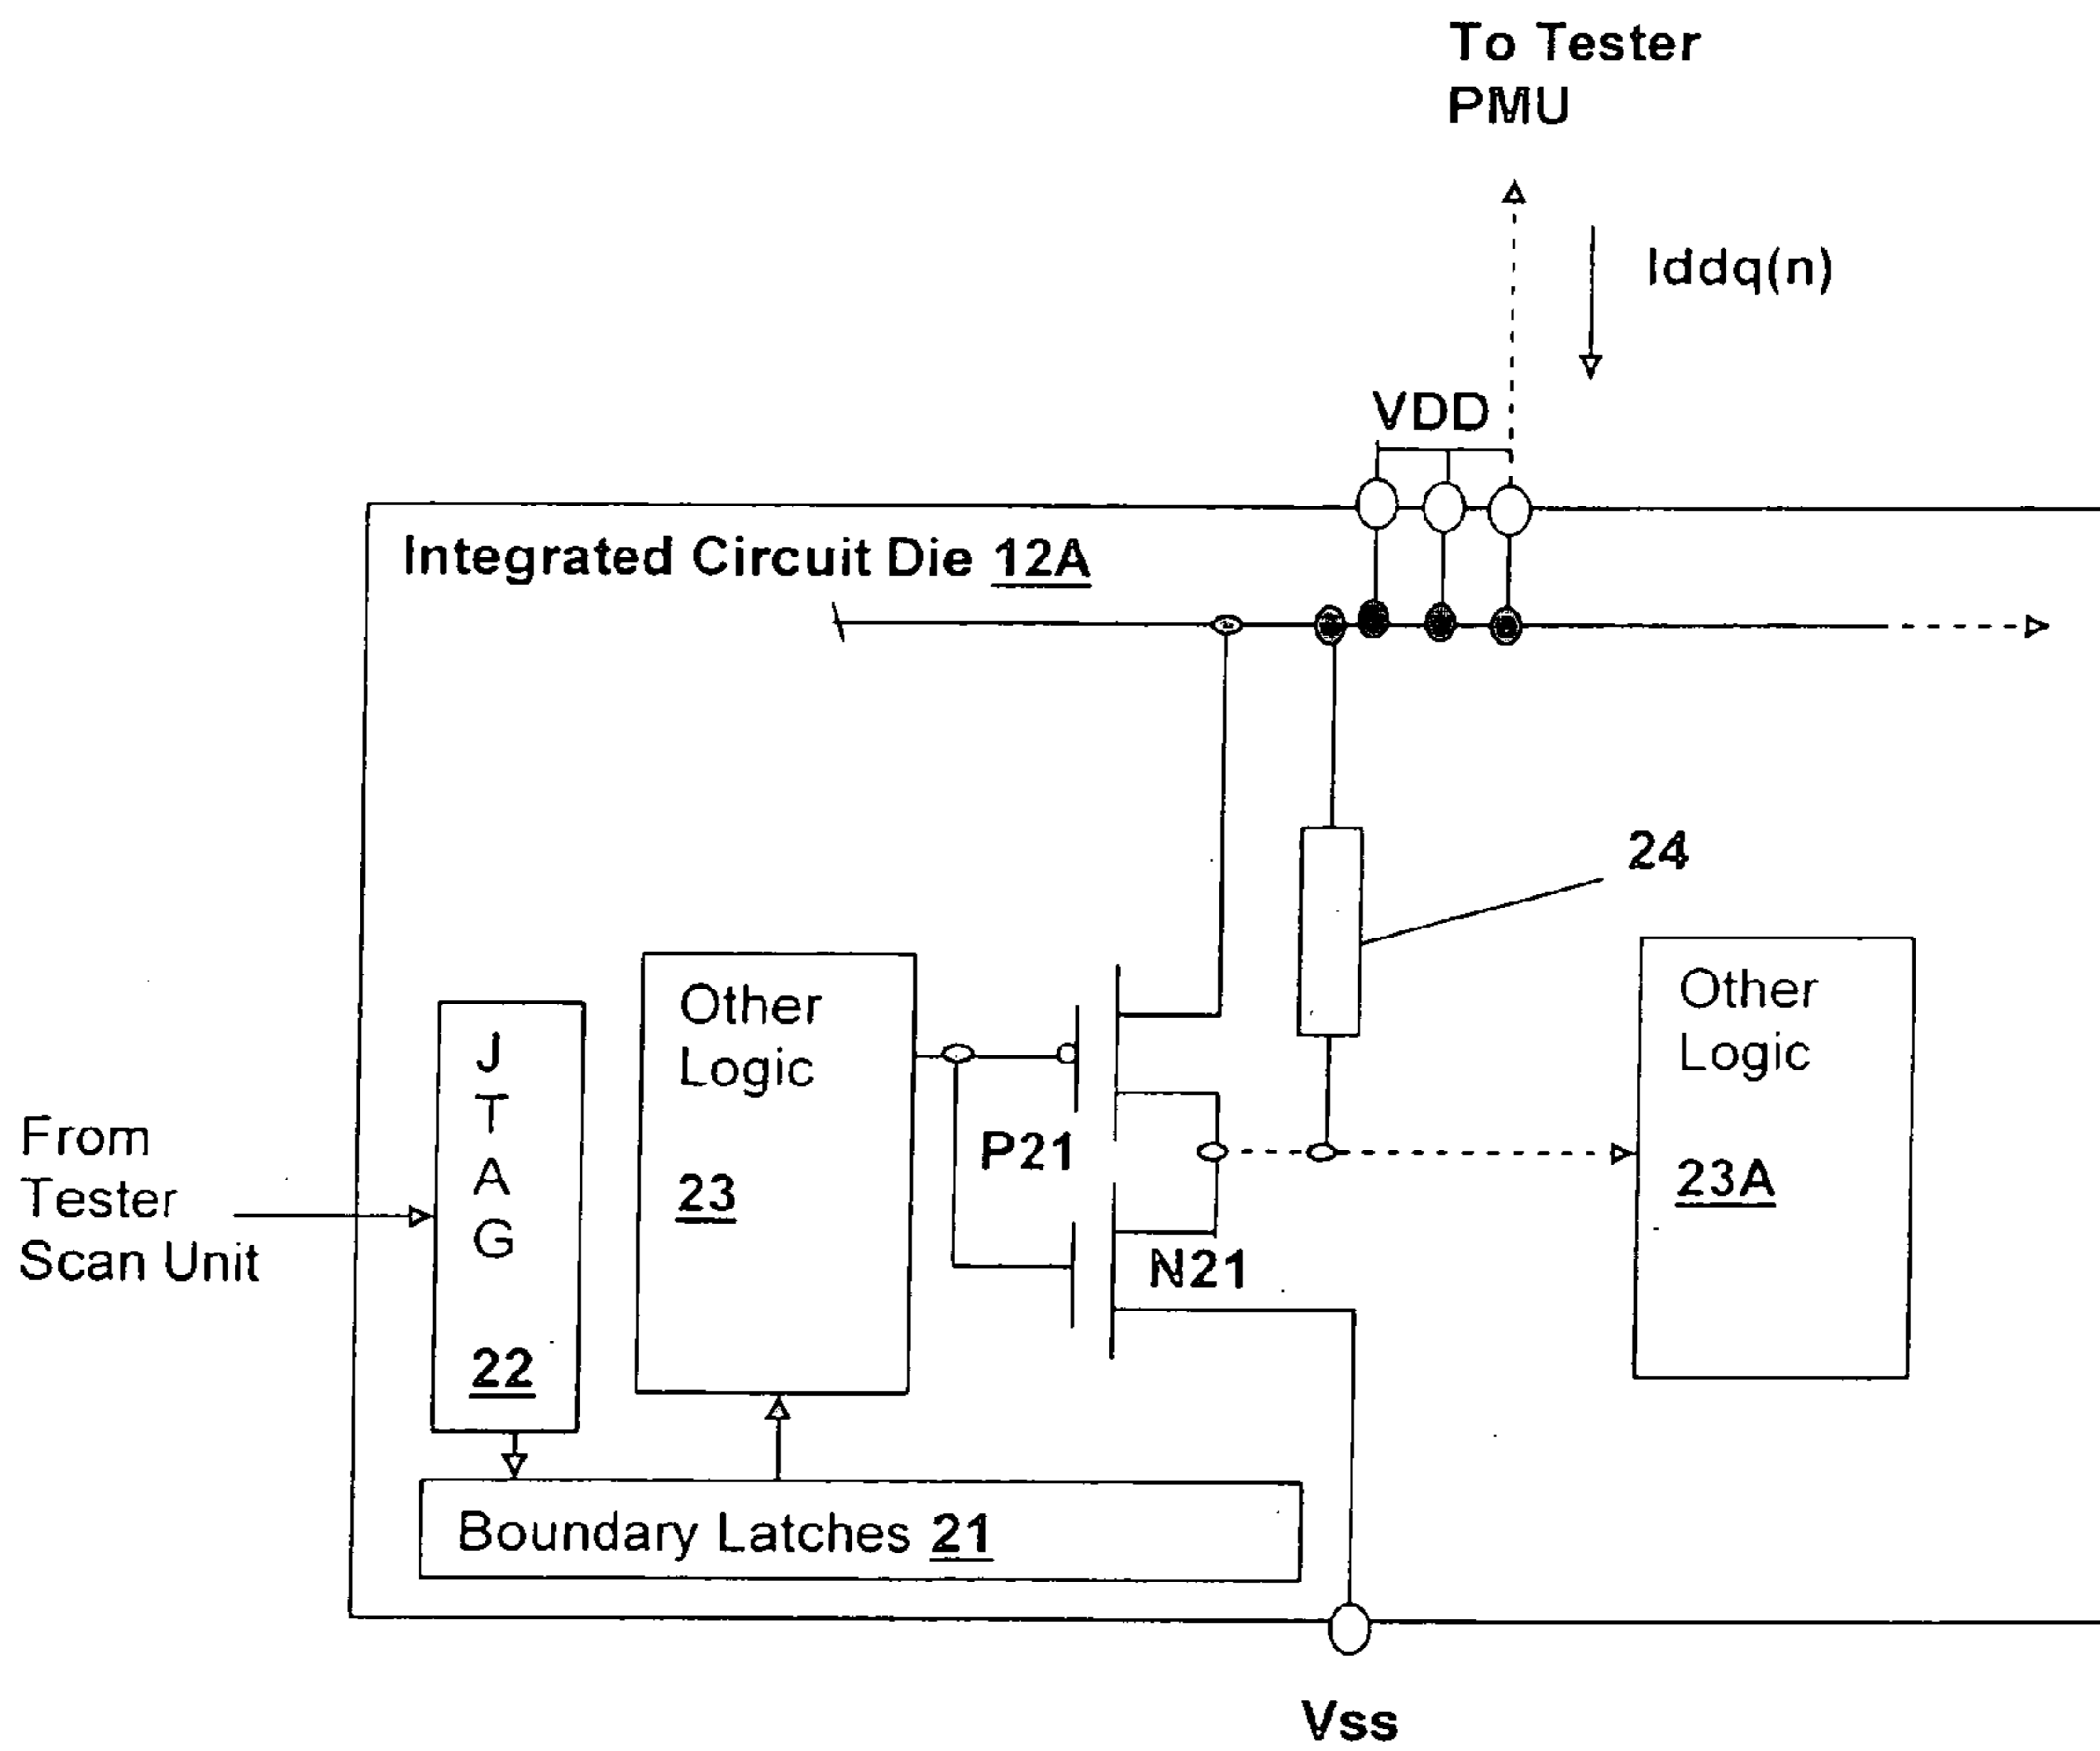 To Tester
PMU
Iddq(n)
VDD
Integrated Circuit Die 12A
24
Other
Logic
23
Other
Logic
23A
J
T
A
G
22
From
Tester
Scan Unit
P21
N21
Boundary Latches 21
Vss